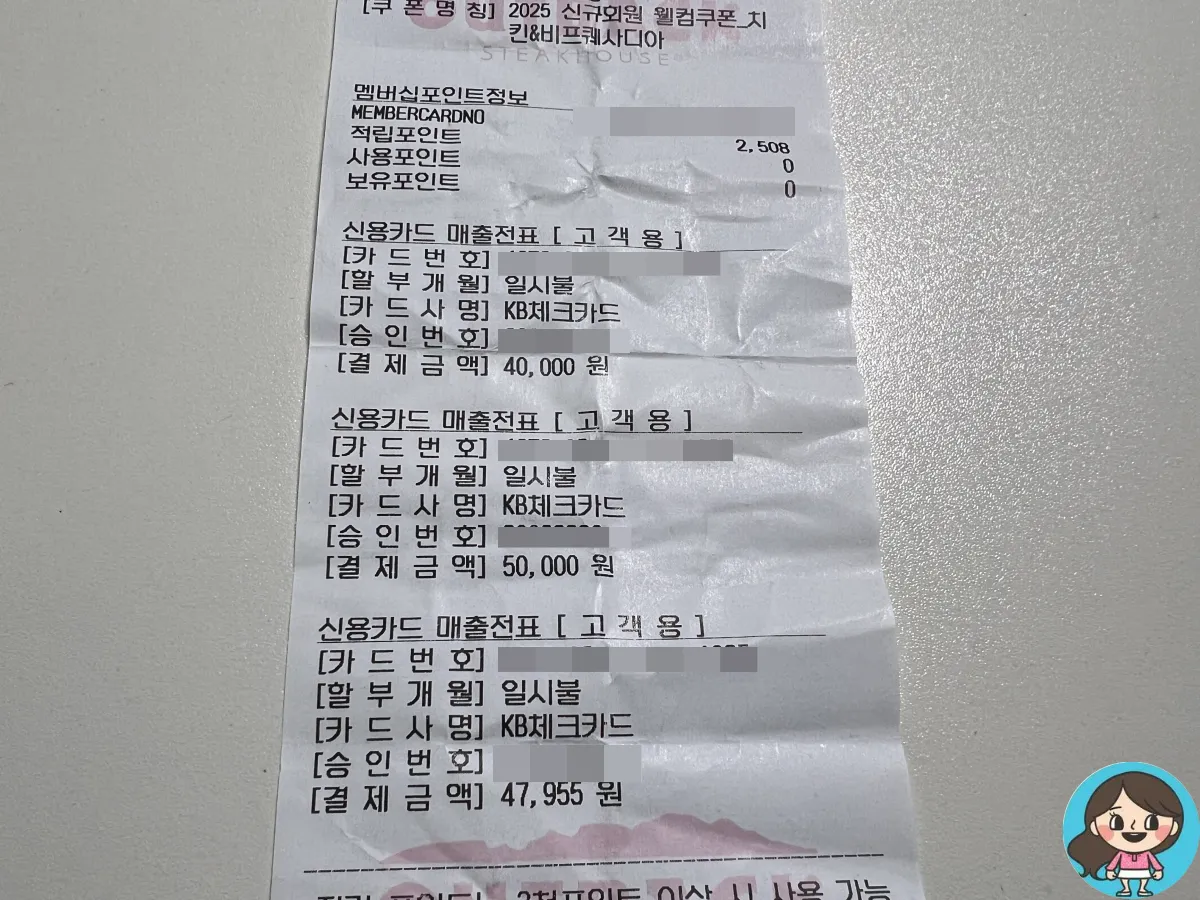 [쿠 폰 명 칭] 2025 신규회원 웰컴쿠폰_치
킨&비프퀘사디아
STEAKHOUSE
멤버십포인트정보
MEMBERCARDNO
적립포인트 2,508
사용포인트 0
보유포인트 0
신용카드 매출전표 [ 고 객 용 ]
[카 드 번 호]
[할 부 개 월] 일시불
[카 드 사 명] KB체크카드
[승 인 번 호]
[결 제 금 액] 40,000 원
신용카드 매출전표 [ 고 객 용 ]
[카 드 번 호]
[할 부 개 월] 일시불
[카 드 사 명] KB체크카드
[승 인 번 호]
[결 제 금 액] 50,000 원
신용카드 매출전표 [ 고 객 용 ]
[카 드 번 호]
[할 부 개 월] 일시불
[카 드 사 명] KB체크카드
[승 인 번 호]
[결 제 금 액] 47,955 원
이상 시 사용 가능